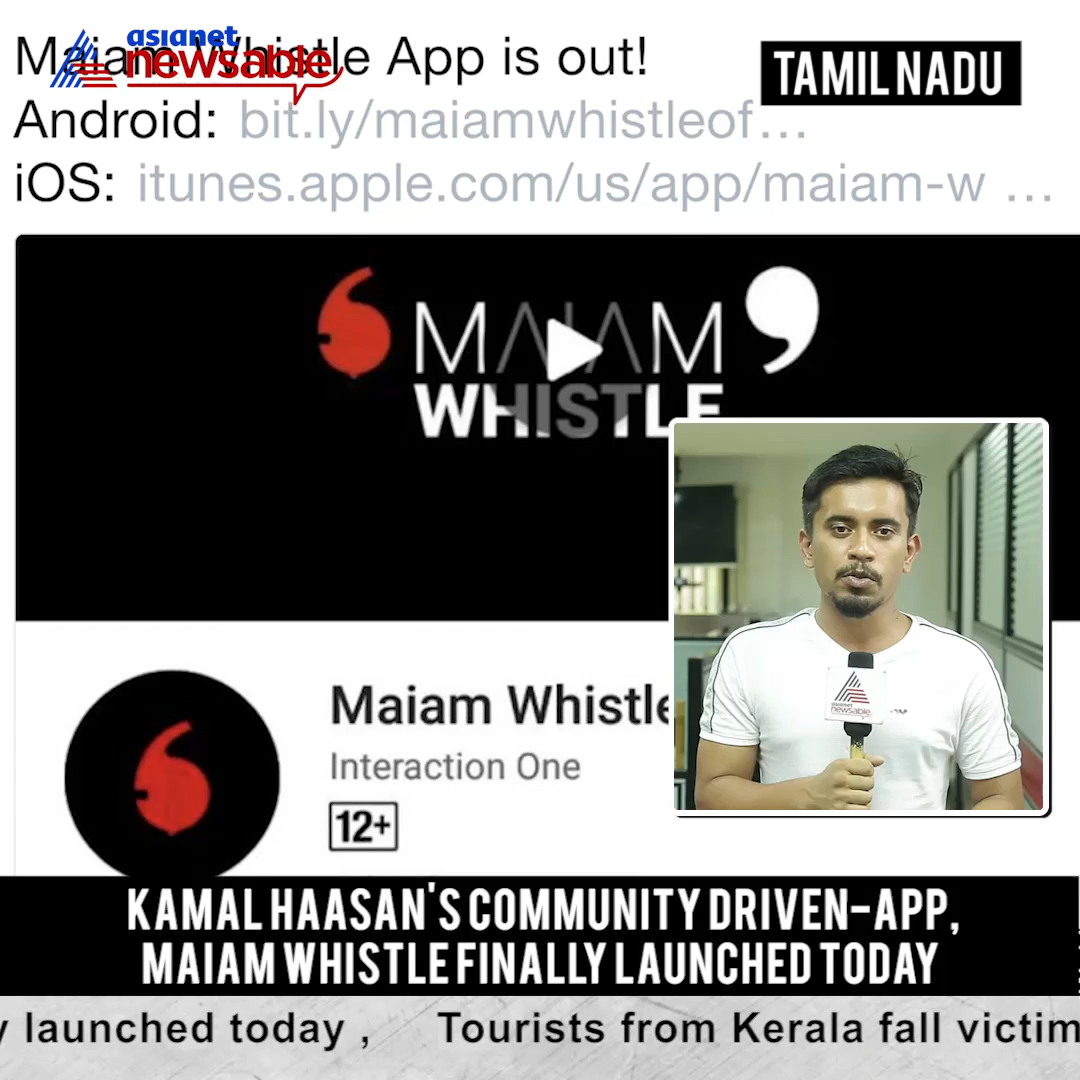 Maiam Whistle App is out!
asianet
newsable
TAMIL NADU
Android: bit.ly/maiamwhistleof...
iOS: itunes.apple.com/us/app/maiam-w ...
MAIAM
WHISTLE
Maiam Whistle
Interaction One
12+
asianet
newsable
KAMAL HAASAN'S COMMUNITY DRIVEN-APP,
MAIAM WHISTLE FINALLY LAUNCHED TODAY
y launched today , Tourists from Kerala fall victim